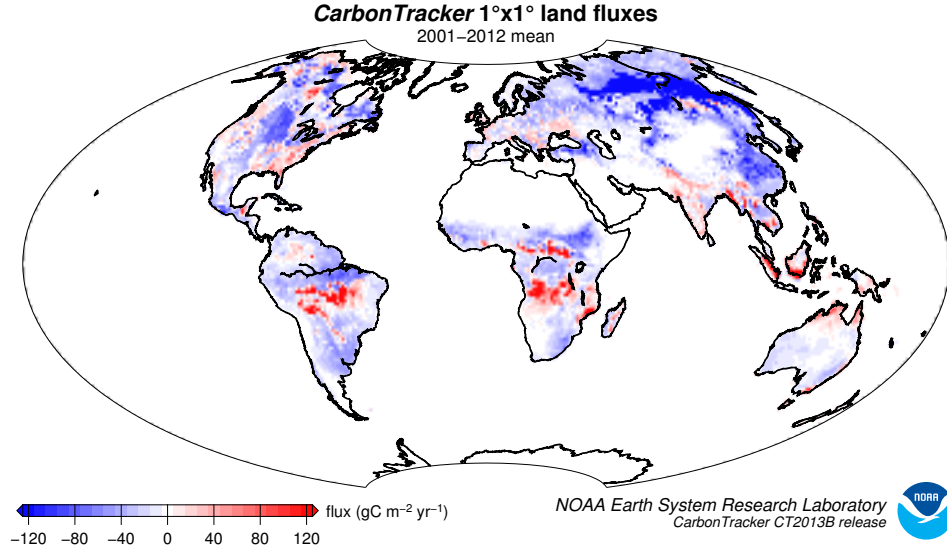 CarbonTracker 1°x1° land fluxes
2001−2012 mean
flux (gC m⁻² yr⁻¹)
−120 −80 −40 0 40 80 120
NOAA Earth System Research Laboratory
CarbonTracker CT2013B release
NOAA